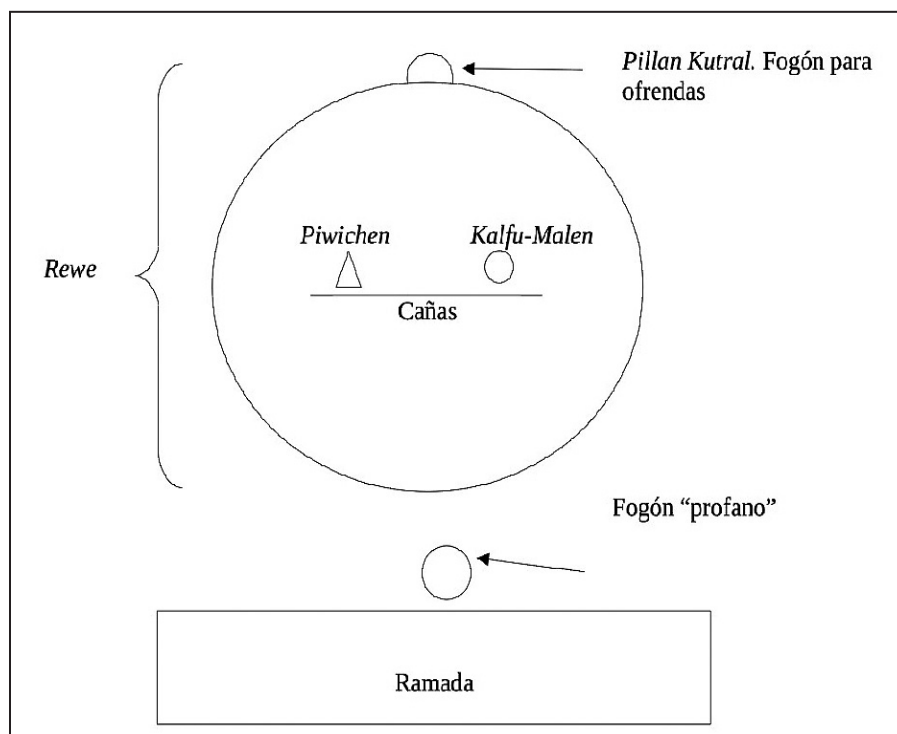 Pillan Kutral. Fogón para
ofrendas
Piwichen
Kalfu-Malen
Rewe
Cañas
Fogón “profano”
Ramada